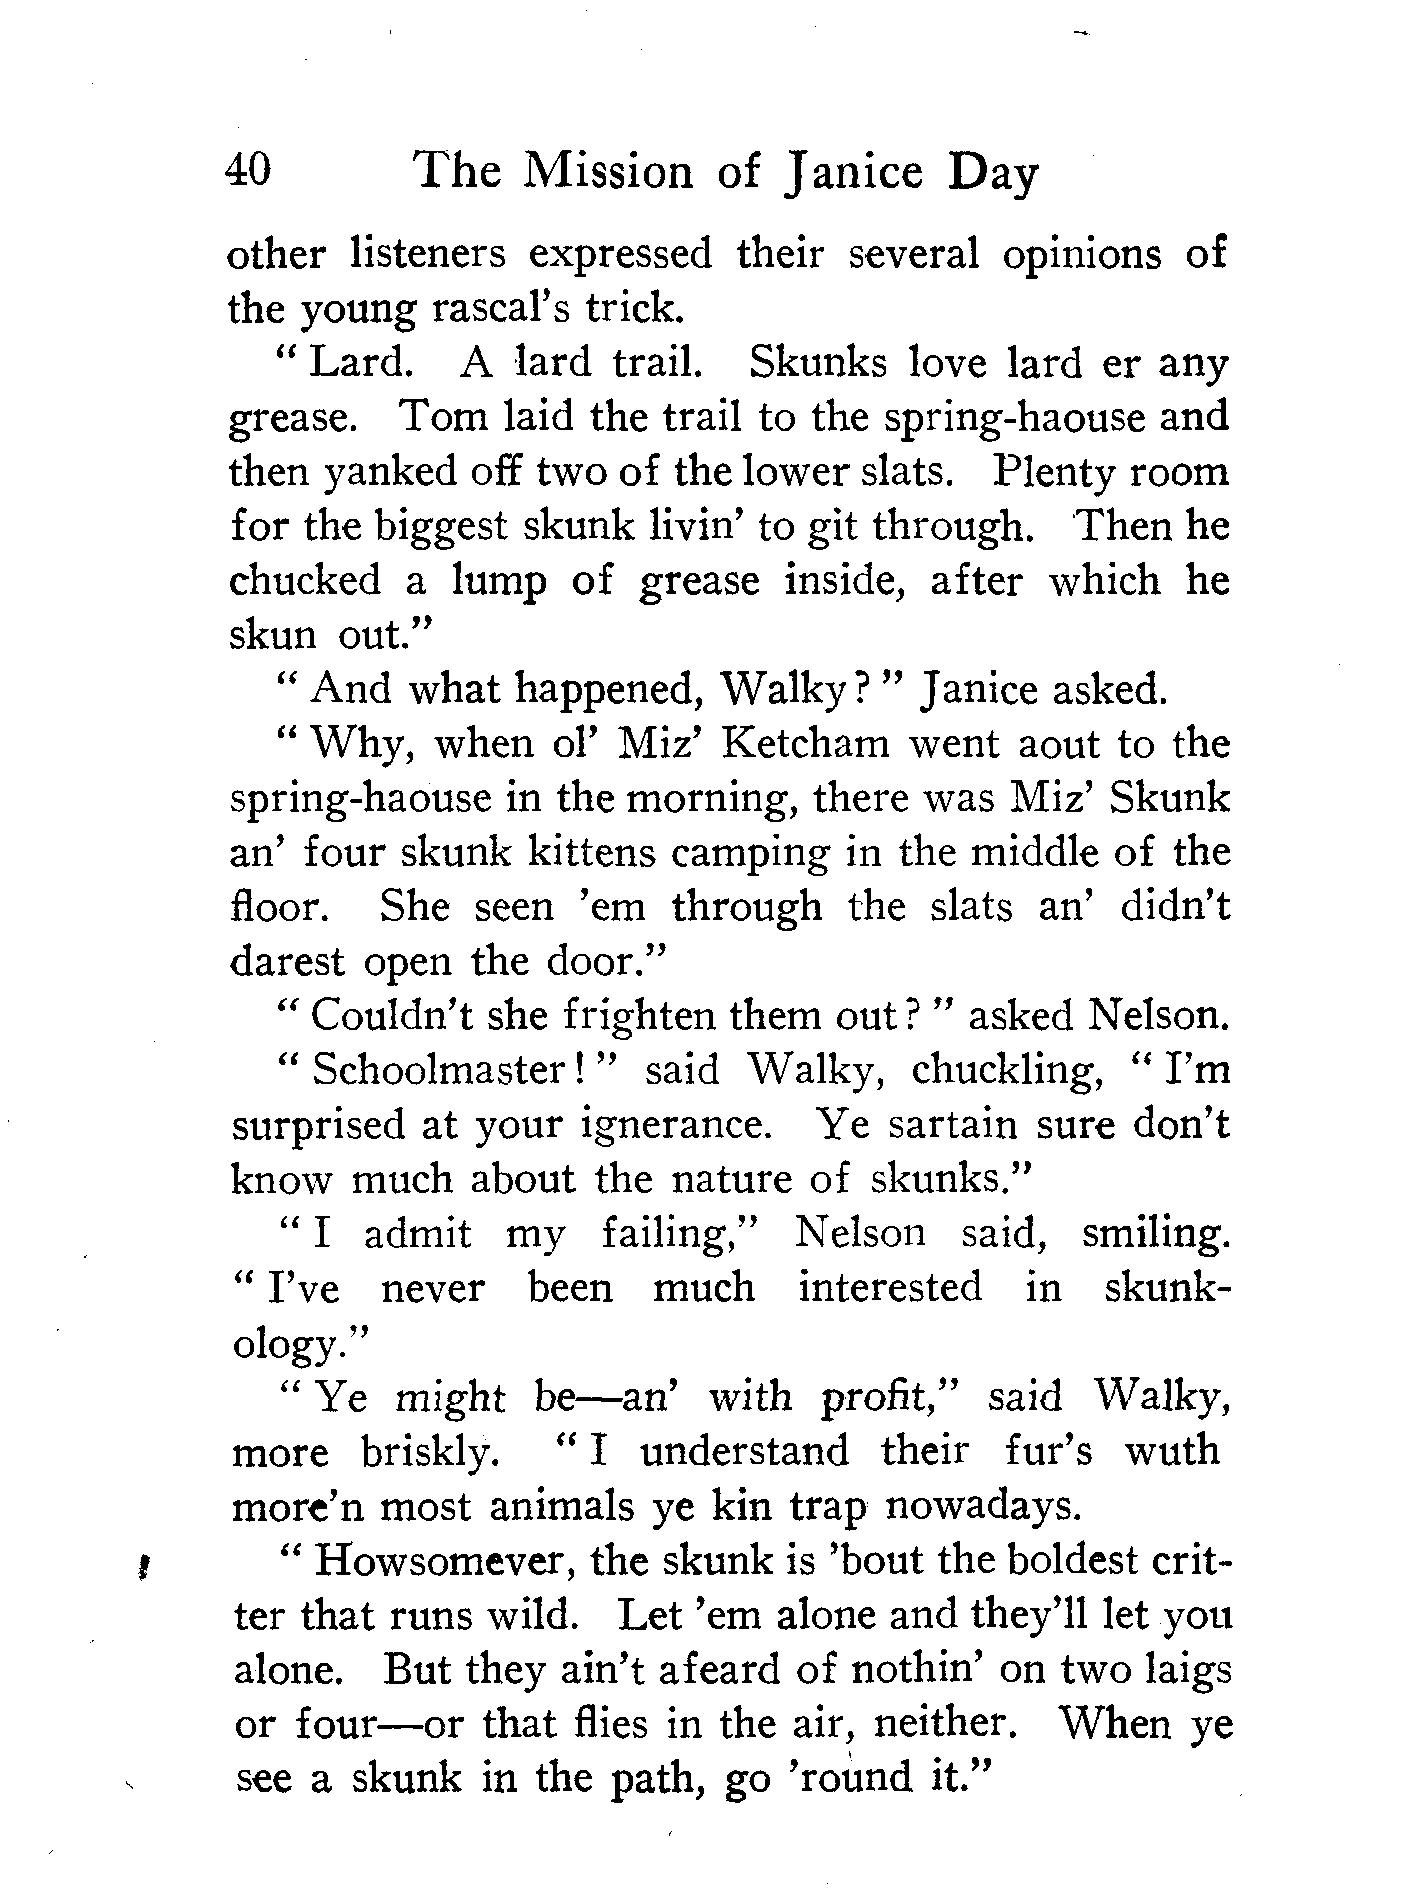 40 The Mission of Janice Day
other listeners expressed their several opinions of
the young rascal's trick.
" Lard. A lard trail. Skunks love lard er any
grease. Tom laid the trail to the spring-haouse and
then yanked off two of the lower slats. Plenty room
for the biggest skunk livin' to git through. Then he
chucked a lump of grease inside, after which he
skun out."
" And what happened, Walky? " Janice asked.
" Why, when ol' Miz' Ketcham went aout to the
spring-haouse in the morning, there was Miz' Skunk
an' four skunk kittens camping in the middle of the
floor. She seen 'em through the slats an' didn't
darest open the door."
" Couldn't she frighten them out? " asked Nelson.
" Schoolmaster! " said Walky, chuckling, " I'm
surprised at your ignerance. Ye sartain sure don't
know much about the nature of skunks."
" I admit my failing," Nelson said, smiling.
" I've never been much interested in skunk-
ology."
" Ye might be—an' with profit," said Walky,
more briskly. " I understand their fur's wuth
more'n most animals ye kin trap nowadays.
" Howsomever, the skunk is 'bout the boldest crit-
ter that runs wild. Let 'em alone and they'll let you
alone. But they ain't afeard of nothin' on two laigs
or four—or that flies in the air, neither. When ye
see a skunk in the path, go 'round it."